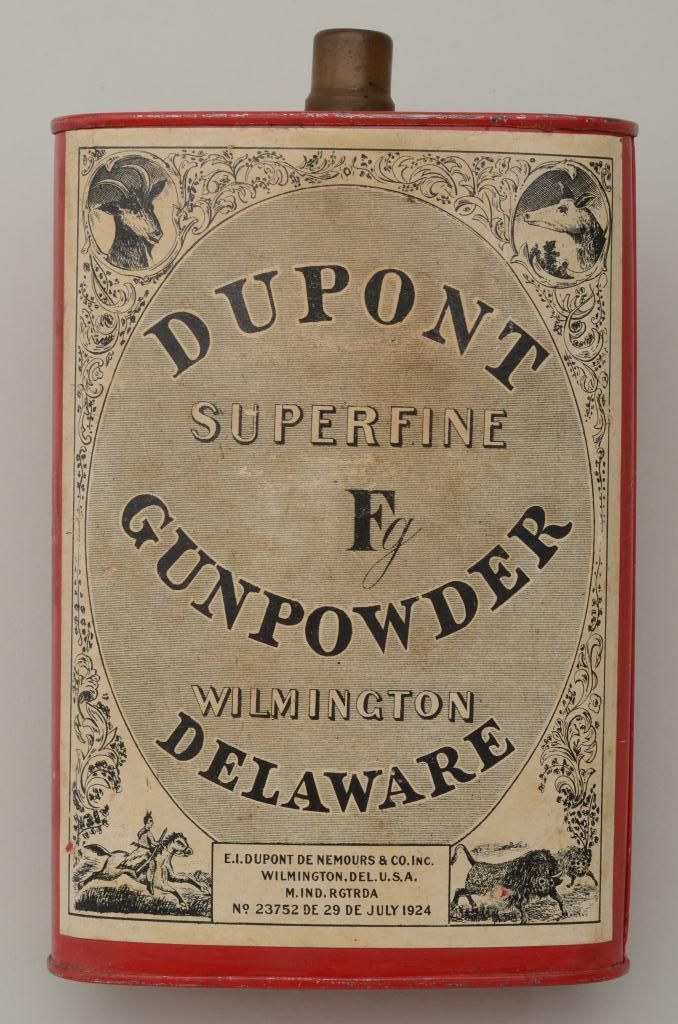 DUPONT
SUPERFINE
Fg
GUNPOWDER
WILMINGTON
DELAWARE
E.I.DUPONT DE NEMOURS & CO.INC.
WILMINGTON, DEL.U.S.A.
M.IND.RGTRDA
Nº 23752 DE 29 DE JULY 1924